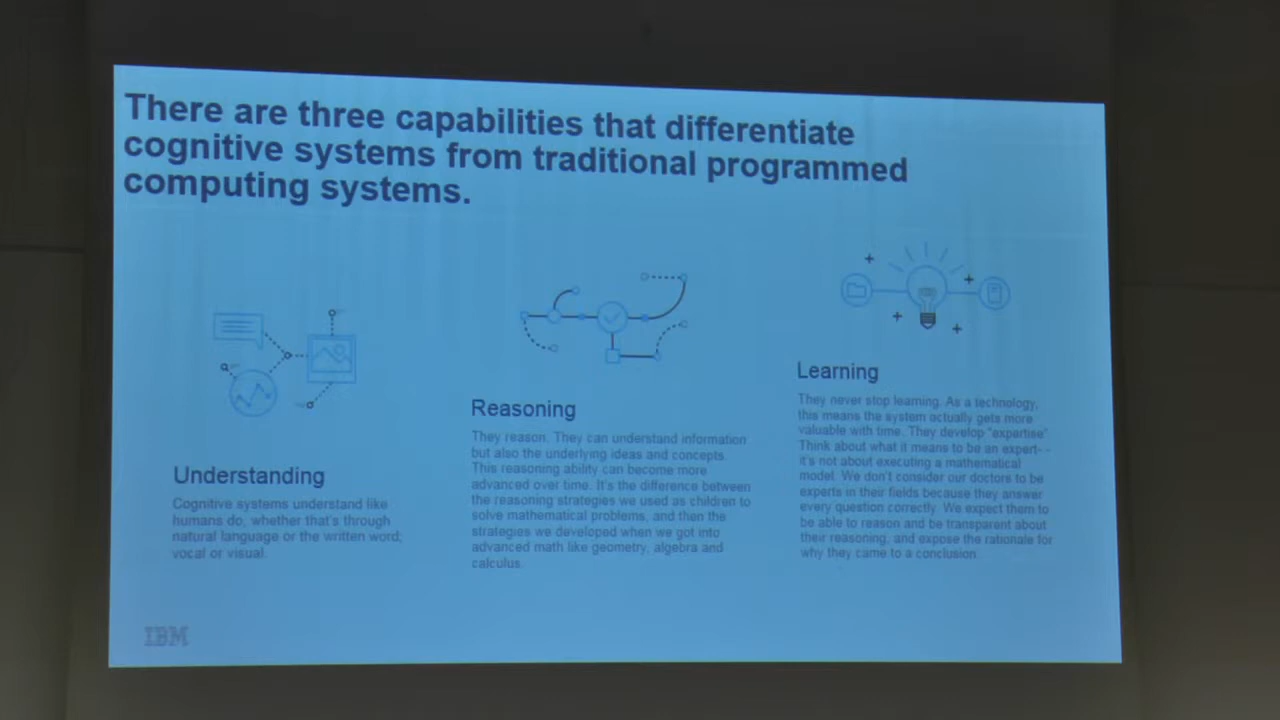 There are three capabilities that differentiate
cognitive systems from traditional programmed
computing systems.
Understanding
Cognitive systems understand like
humans do, whether that's through
natural language or the written word;
vocal or visual.
Reasoning
They reason. They can understand information
but also the underlying ideas and concepts.
This reasoning ability can become more
advanced over time. It's the difference between
the reasoning strategies we used as children to
solve mathematical problems, and then the
strategies we developed when we got into
advanced math like geometry, algebra and
calculus.
Learning
They never stop learning. As a technology,
this means the system actually gets more
valuable with time. They develop "expertise".
Think about what it means to be an expert--
it's not about executing a mathematical
model. We don't consider our doctors to be
experts in their fields because they answer
every question correctly. We expect them to
be able to reason and be transparent about
their reasoning, and expose the rationale for
why they came to a conclusion.
IBM